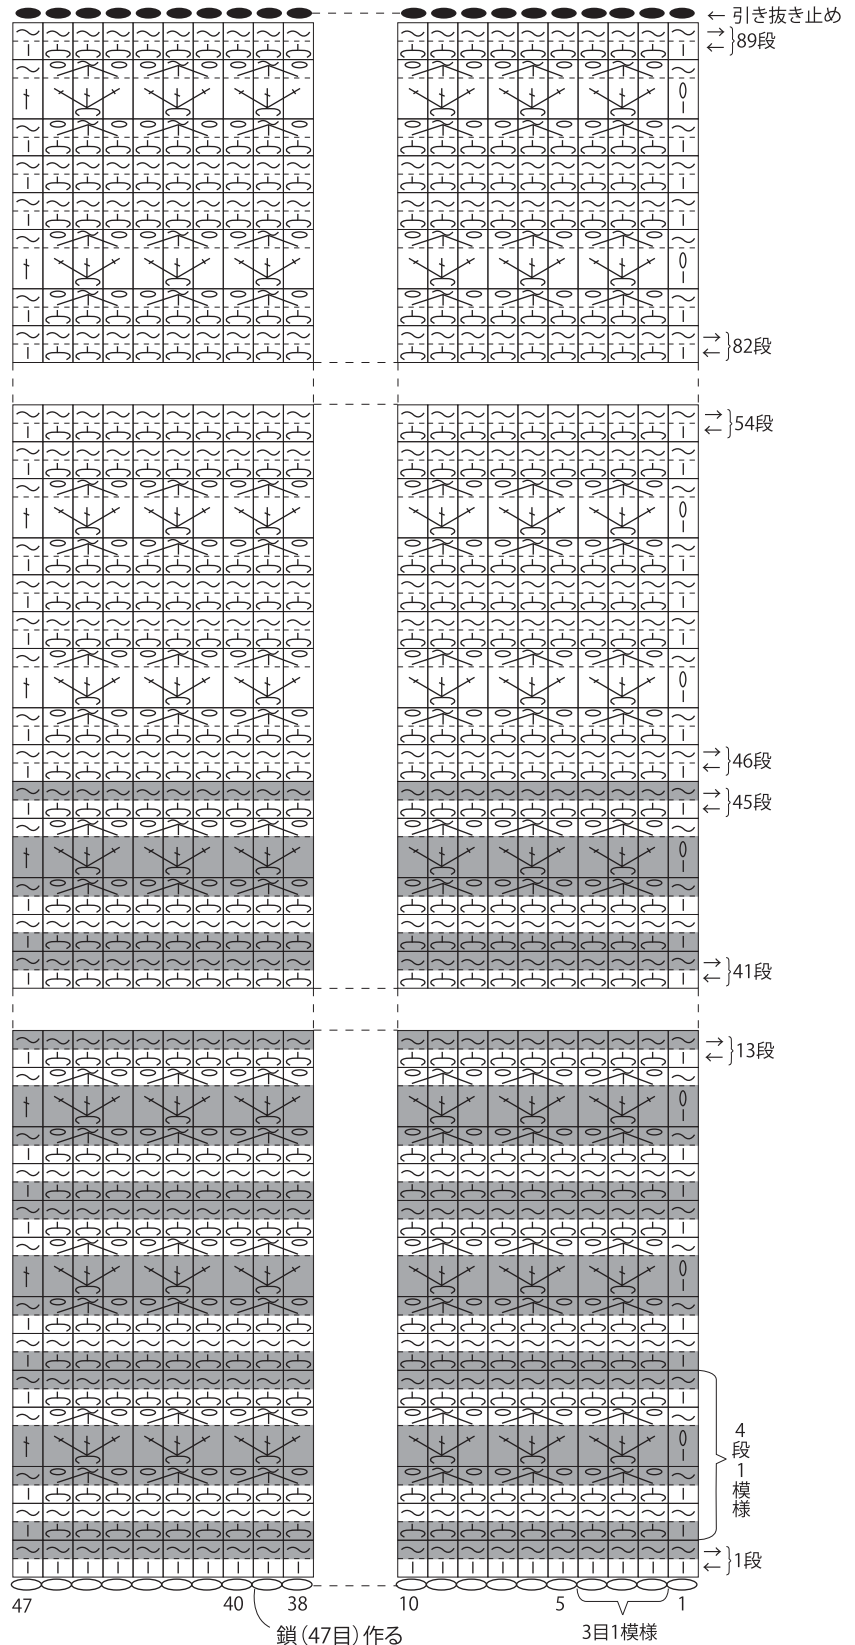 ← 引き抜き止め
→
← }89段
→
← }82段
→
← }54段
→
← }46段
→
← }45段
→
← }41段
→
← }13段
4段1模様
→
← }1段
47 40 38 10 5 1
鎖(47目)作る
3目1模様